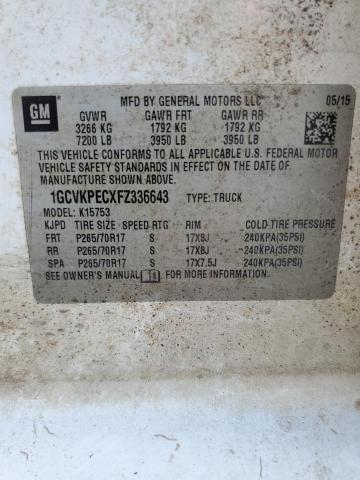 GM
MFD BY GENERAL MOTORS LLC 05/15
GVWR GAWR FRT GAWR RR
3266 KG 1792 KG 1792 KG
7200 LB 3950 LB 3950 LB
THIS VEHICLE CONFORMS TO ALL APPLICABLE U.S. FEDERAL MOTOR
VEHICLE SAFETY STANDARDS IN EFFECT ON THE DATE OF
MANUFACTURE SHOWN ABOVE.
1GCVKPECXFZ336643 TYPE: TRUCK
MODEL: K15753
KJPD TIRE SIZE SPEED RTG RIM COLD TIRE PRESSURE
FRT P265/70R17 S 17X8J 240KPA(35PSI)
RR P265/70R17 S 17X8J 240KPA(35PSI)
SPA P265/70R17 S 17X7.5J 240KPA(35PSI)
SEE OWNER'S MANUAL FOR MORE INFORMATION.